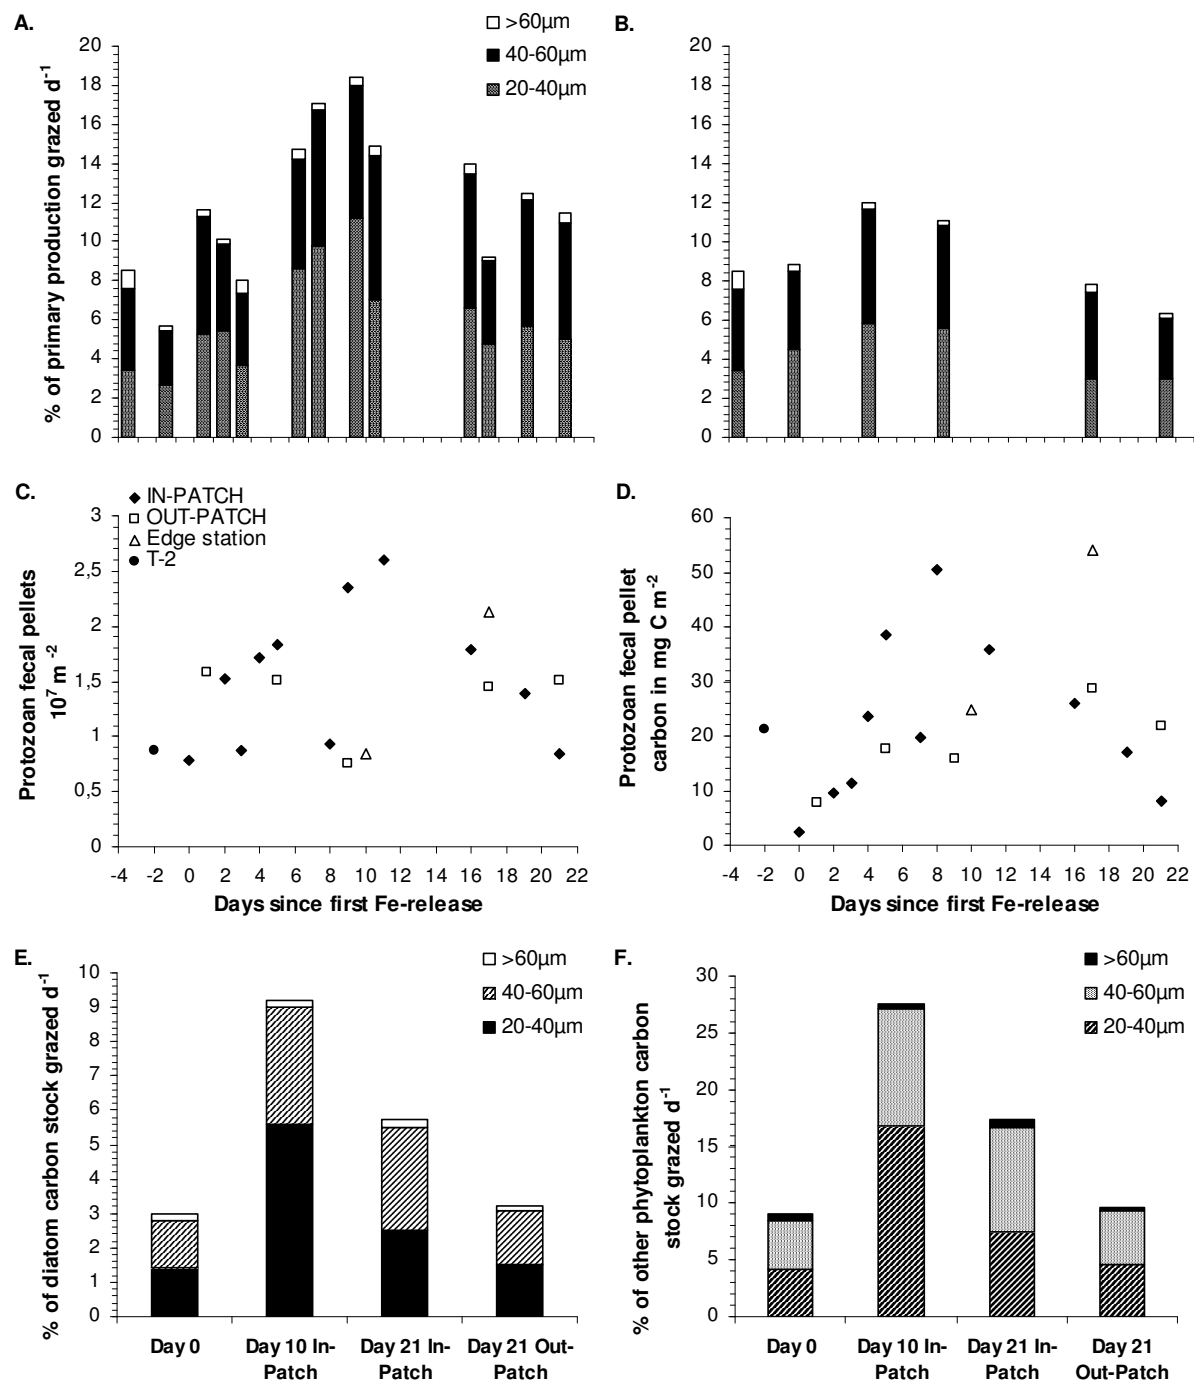 A.
>60µm
40-60µm
20-40µm
% of primary production grazed d-1
20
18
16
14
12
10
8
6
4
2
0
B.
20
18
16
14
12
10
8
6
4
2
0
C.
IN-PATCH
OUT-PATCH
Edge station
T-2
Protozoan fecal pellets
10^7 m-2
3
2,5
2
1,5
1
0,5
0
-4 -2 0 2 4 6 8 10 12 14 16 18 20 22
Days since first Fe-release
D.
Protozoan fecal pellet
carbon in mg C m-2
60
50
40
30
20
10
0
-4 -2 0 2 4 6 8 10 12 14 16 18 20 22
Days since first Fe-release
E.
>60µm
40-60µm
20-40µm
% of diatom carbon stock grazed d-1
10
9
8
7
6
5
4
3
2
1
0
Day 0
Day 10 In-
Patch
Day 21 In-
Patch
Day 21 Out-
Patch
F.
>60µm
40-60µm
20-40µm
% of other phytoplankton carbon
stock grazed d-1
30
25
20
15
10
5
0
Day 0
Day 10 In-
Patch
Day 21 In-
Patch
Day 21
Out-Patch